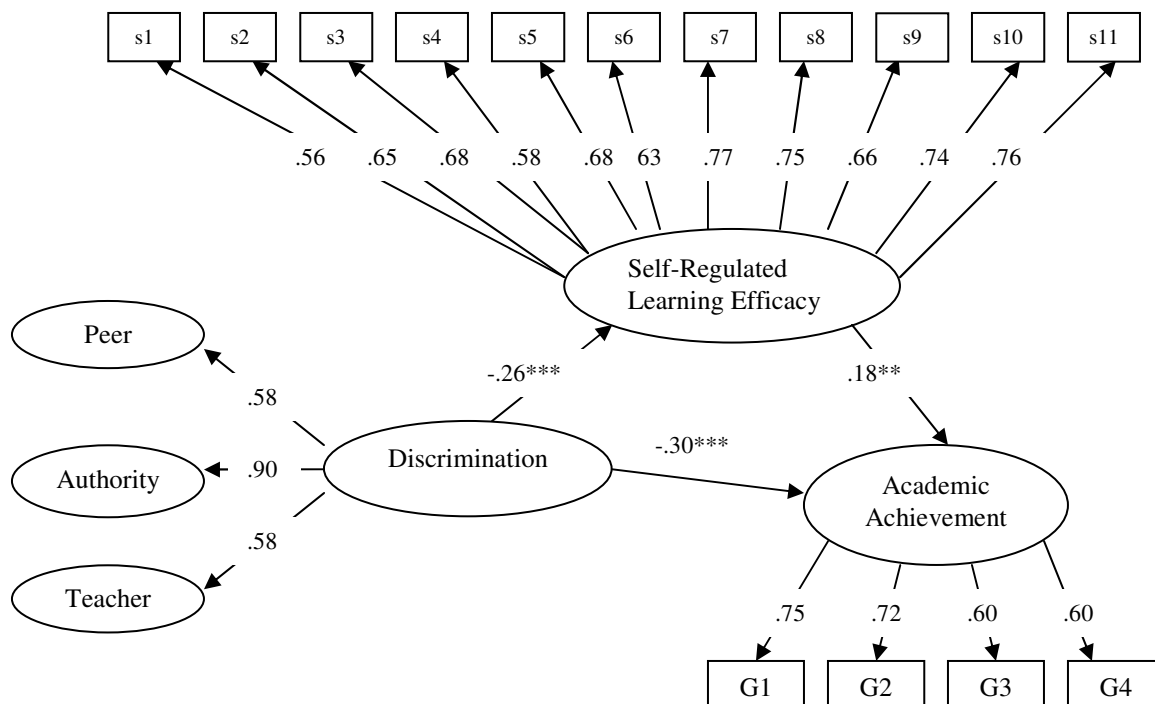 s1 s2 s3 s4 s5 s6 s7 s8 s9 s10 s11
.56 .65 .68 .58 .68 63 .77 .75 .66 .74 .76
Self-Regulated
Learning Efficacy
Peer
-.26***
.18**
.58
-.30***
Discrimination
Authority
.90
Academic
Achievement
.58
Teacher
.75 .72 .60 .60
G1 G2 G3 G4